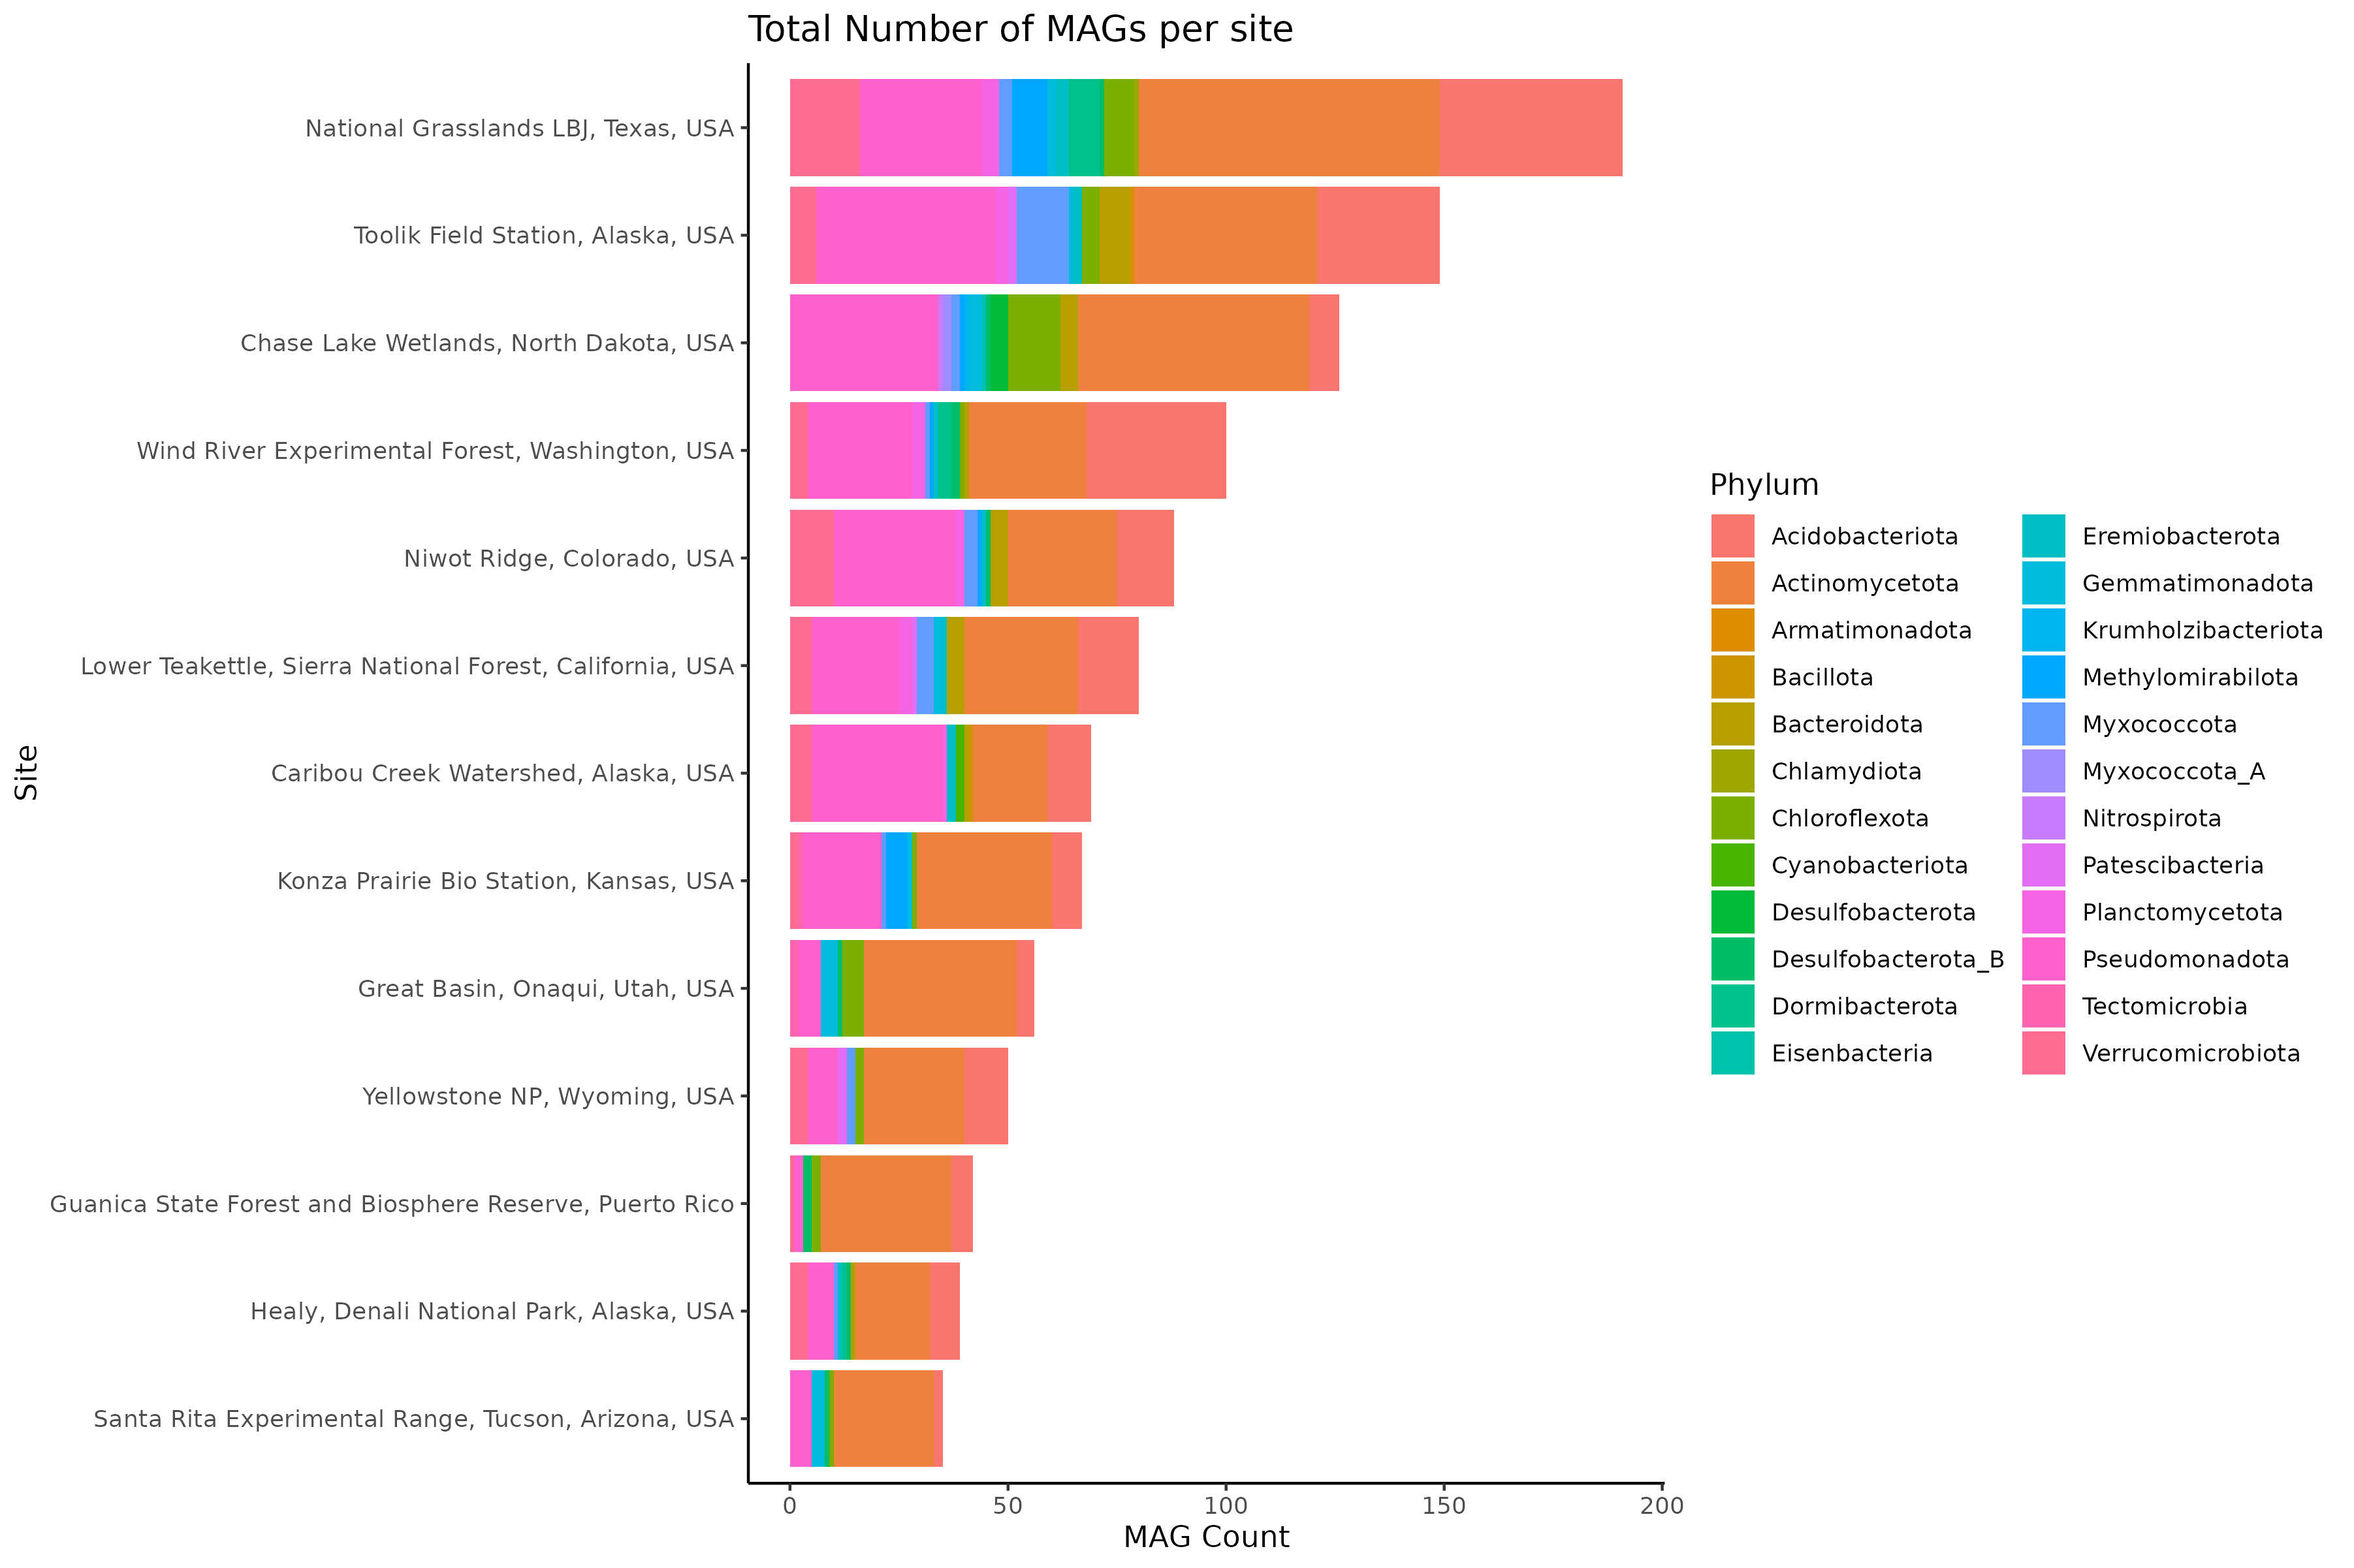 Total Number of MAGs per site
National Grasslands LBJ, Texas, USA
Toolik Field Station, Alaska, USA
Chase Lake Wetlands, North Dakota, USA
Wind River Experimental Forest, Washington, USA
Niwot Ridge, Colorado, USA
Lower Teakettle, Sierra National Forest, California, USA
Caribou Creek Watershed, Alaska, USA
Konza Prairie Bio Station, Kansas, USA
Great Basin, Onaqui, Utah, USA
Yellowstone NP, Wyoming, USA
Guanica State Forest and Biosphere Reserve, Puerto Rico
Healy, Denali National Park, Alaska, USA
Santa Rita Experimental Range, Tucson, Arizona, USA
Site
0 50 100 150 200
MAG Count
Phylum
Acidobacteriota
Actinomycetota
Armatimonadota
Bacillota
Bacteroidota
Chlamydiota
Chloroflexota
Cyanobacteriota
Desulfobacterota
Desulfobacterota_B
Dormibacterota
Eisenbacteria
Eremiobacterota
Gemmatimonadota
Krumholzibacteriota
Methylomirabilota
Myxococcota
Myxococcota_A
Nitrospirota
Patescibacteria
Planctomycetota
Pseudomonadota
Tectomicrobia
Verrucomicrobiota